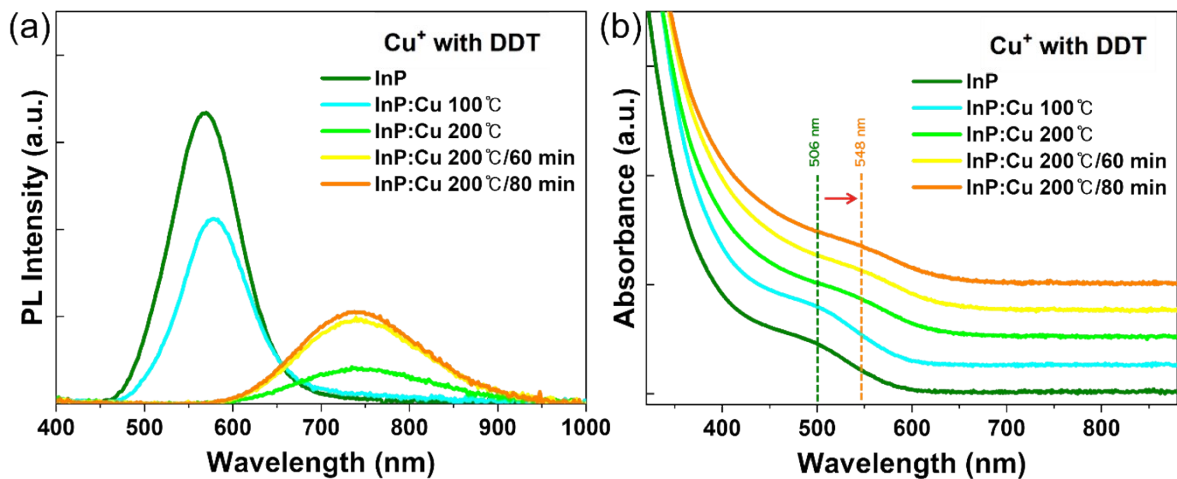 (a)
Cu⁺ with DDT
InP
InP:Cu 100℃
InP:Cu 200℃
InP:Cu 200℃/60 min
InP:Cu 200℃/80 min
PL Intensity (a.u.)
400 500 600 700 800 900 1000
Wavelength (nm)
(b)
Cu⁺ with DDT
InP
InP:Cu 100℃
InP:Cu 200℃
InP:Cu 200℃/60 min
InP:Cu 200℃/80 min
506 nm
548 nm
Absorbance (a.u.)
400 500 600 700 800
Wavelength (nm)